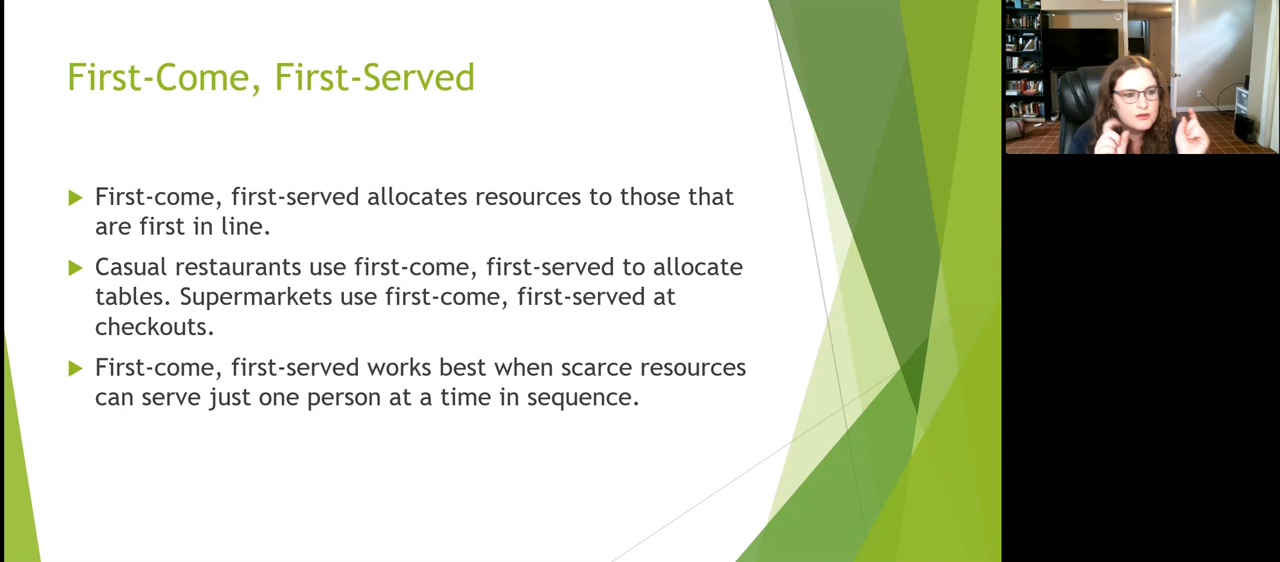 First-Come, First-Served
First-come, first-served allocates resources to those that
are first in line.
Casual restaurants use first-come, first-served to allocate
tables. Supermarkets use first-come, first-served at
checkouts.
First-come, first-served works best when scarce resources
can serve just one person at a time in sequence.